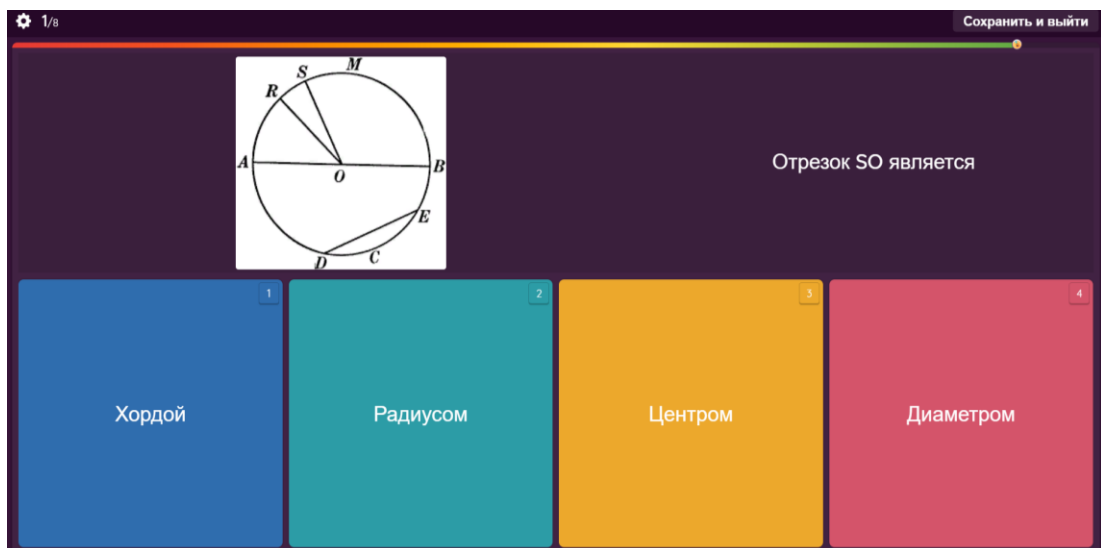 1/8
Сохранить и выйти
S
M
R
A
O
B
E
D
C
Отрезок SO является
1
2
3
4
Хордой
Радиусом
Центром
Диаметром